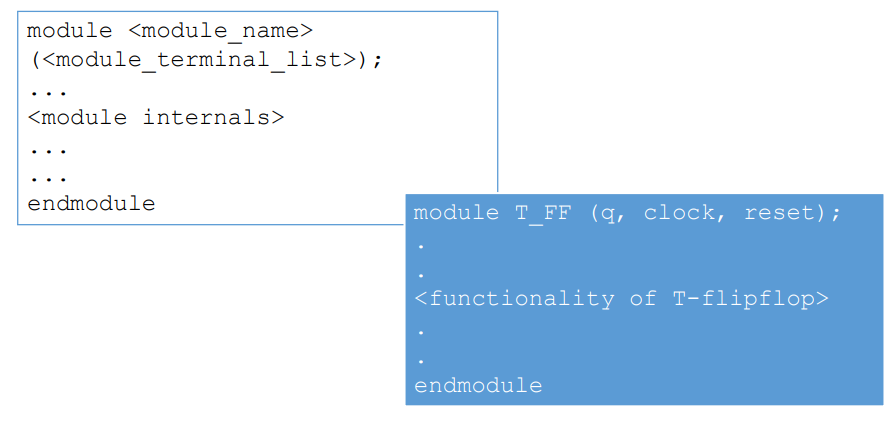 module <module_name>
(<module_terminal_list>);
...
<module internals>
...
...
endmodule
module T_FF (q, clock, reset);
.
.
<functionality of T-flipflop>
.
.
endmodule